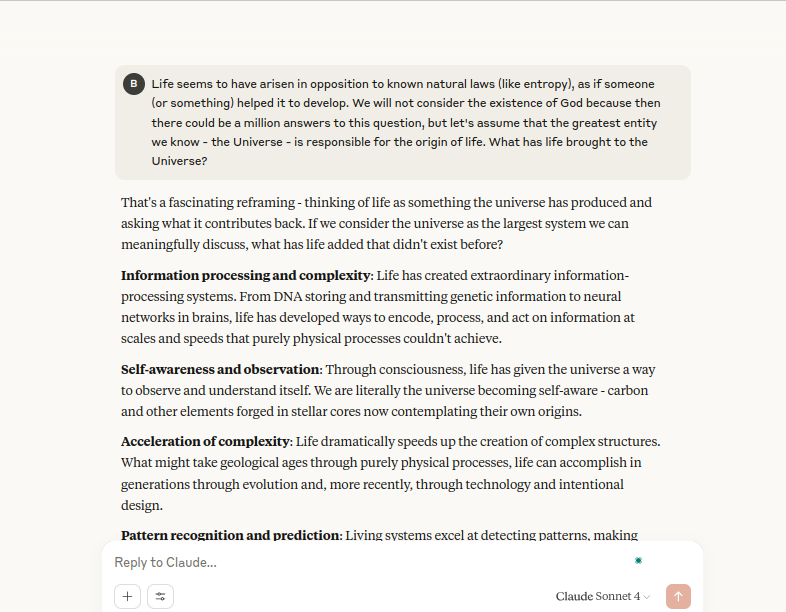 B
Life seems to have arisen in opposition to known natural laws (like entropy), as if someone
(or something) helped it to develop. We will not consider the existence of God because then
there could be a million answers to this question, but let's assume that the greatest entity
we know - the Universe - is responsible for the origin of life. What has life brought to the
Universe?
That's a fascinating reframing - thinking of life as something the universe has produced and
asking what it contributes back. If we consider the universe as the largest system we can
meaningfully discuss, what has life added that didn't exist before?
Information processing and complexity: Life has created extraordinary information-
processing systems. From DNA storing and transmitting genetic information to neural
networks in brains, life has developed ways to encode, process, and act on information at
scales and speeds that purely physical processes couldn't achieve.
Self-awareness and observation: Through consciousness, life has given the universe a way
to observe and understand itself. We are literally the universe becoming self-aware - carbon
and other elements forged in stellar cores now contemplating their own origins.
Acceleration of complexity: Life dramatically speeds up the creation of complex structures.
What might take geological ages through purely physical processes, life can accomplish in
generations through evolution and, more recently, through technology and intentional
design.
Pattern recognition and prediction: Living systems excel at detecting patterns, making
Reply to Claude...
Claude Sonnet 4